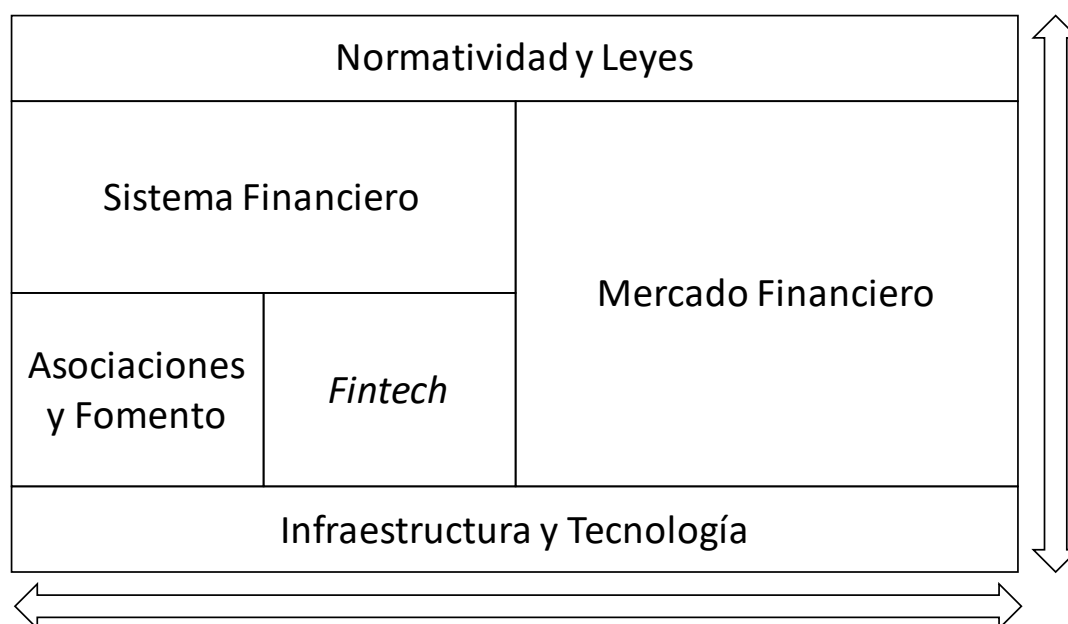 Normatividad y Leyes
Sistema Financiero
Mercado Financiero
Asociaciones
y Fomento
Fintech
Infraestructura y Tecnología